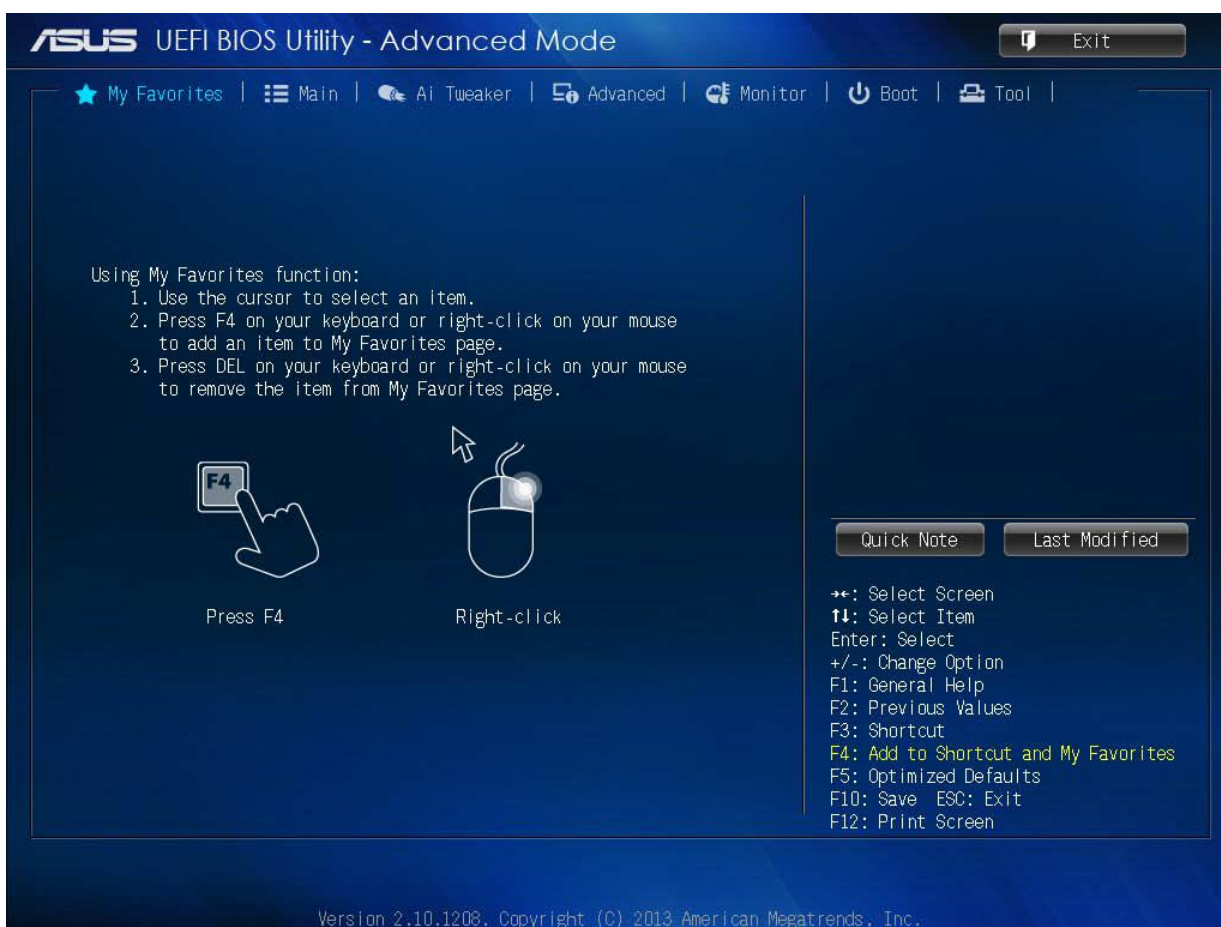 ASUS UEFI BIOS Utility - Advanced Mode
Exit
My Favorites | Main | Ai Tweaker | Advanced | Monitor | Boot | Tool |
Using My Favorites function:
1. Use the cursor to select an item.
2. Press F4 on your keyboard or right-click on your mouse
to add an item to My Favorites page.
3. Press DEL on your keyboard or right-click on your mouse
to remove the item from My Favorites page.
F4
Press F4
Right-click
Quick Note
Last Modified
→←: Select Screen
↑↓: Select Item
Enter: Select
+/-: Change Option
F1: General Help
F2: Previous Values
F3: Shortcut
F4: Add to Shortcut and My Favorites
F5: Optimized Defaults
F10: Save ESC: Exit
F12: Print Screen
Version 2.10.1208. Copyright (C) 2013 American Megatrends, Inc.